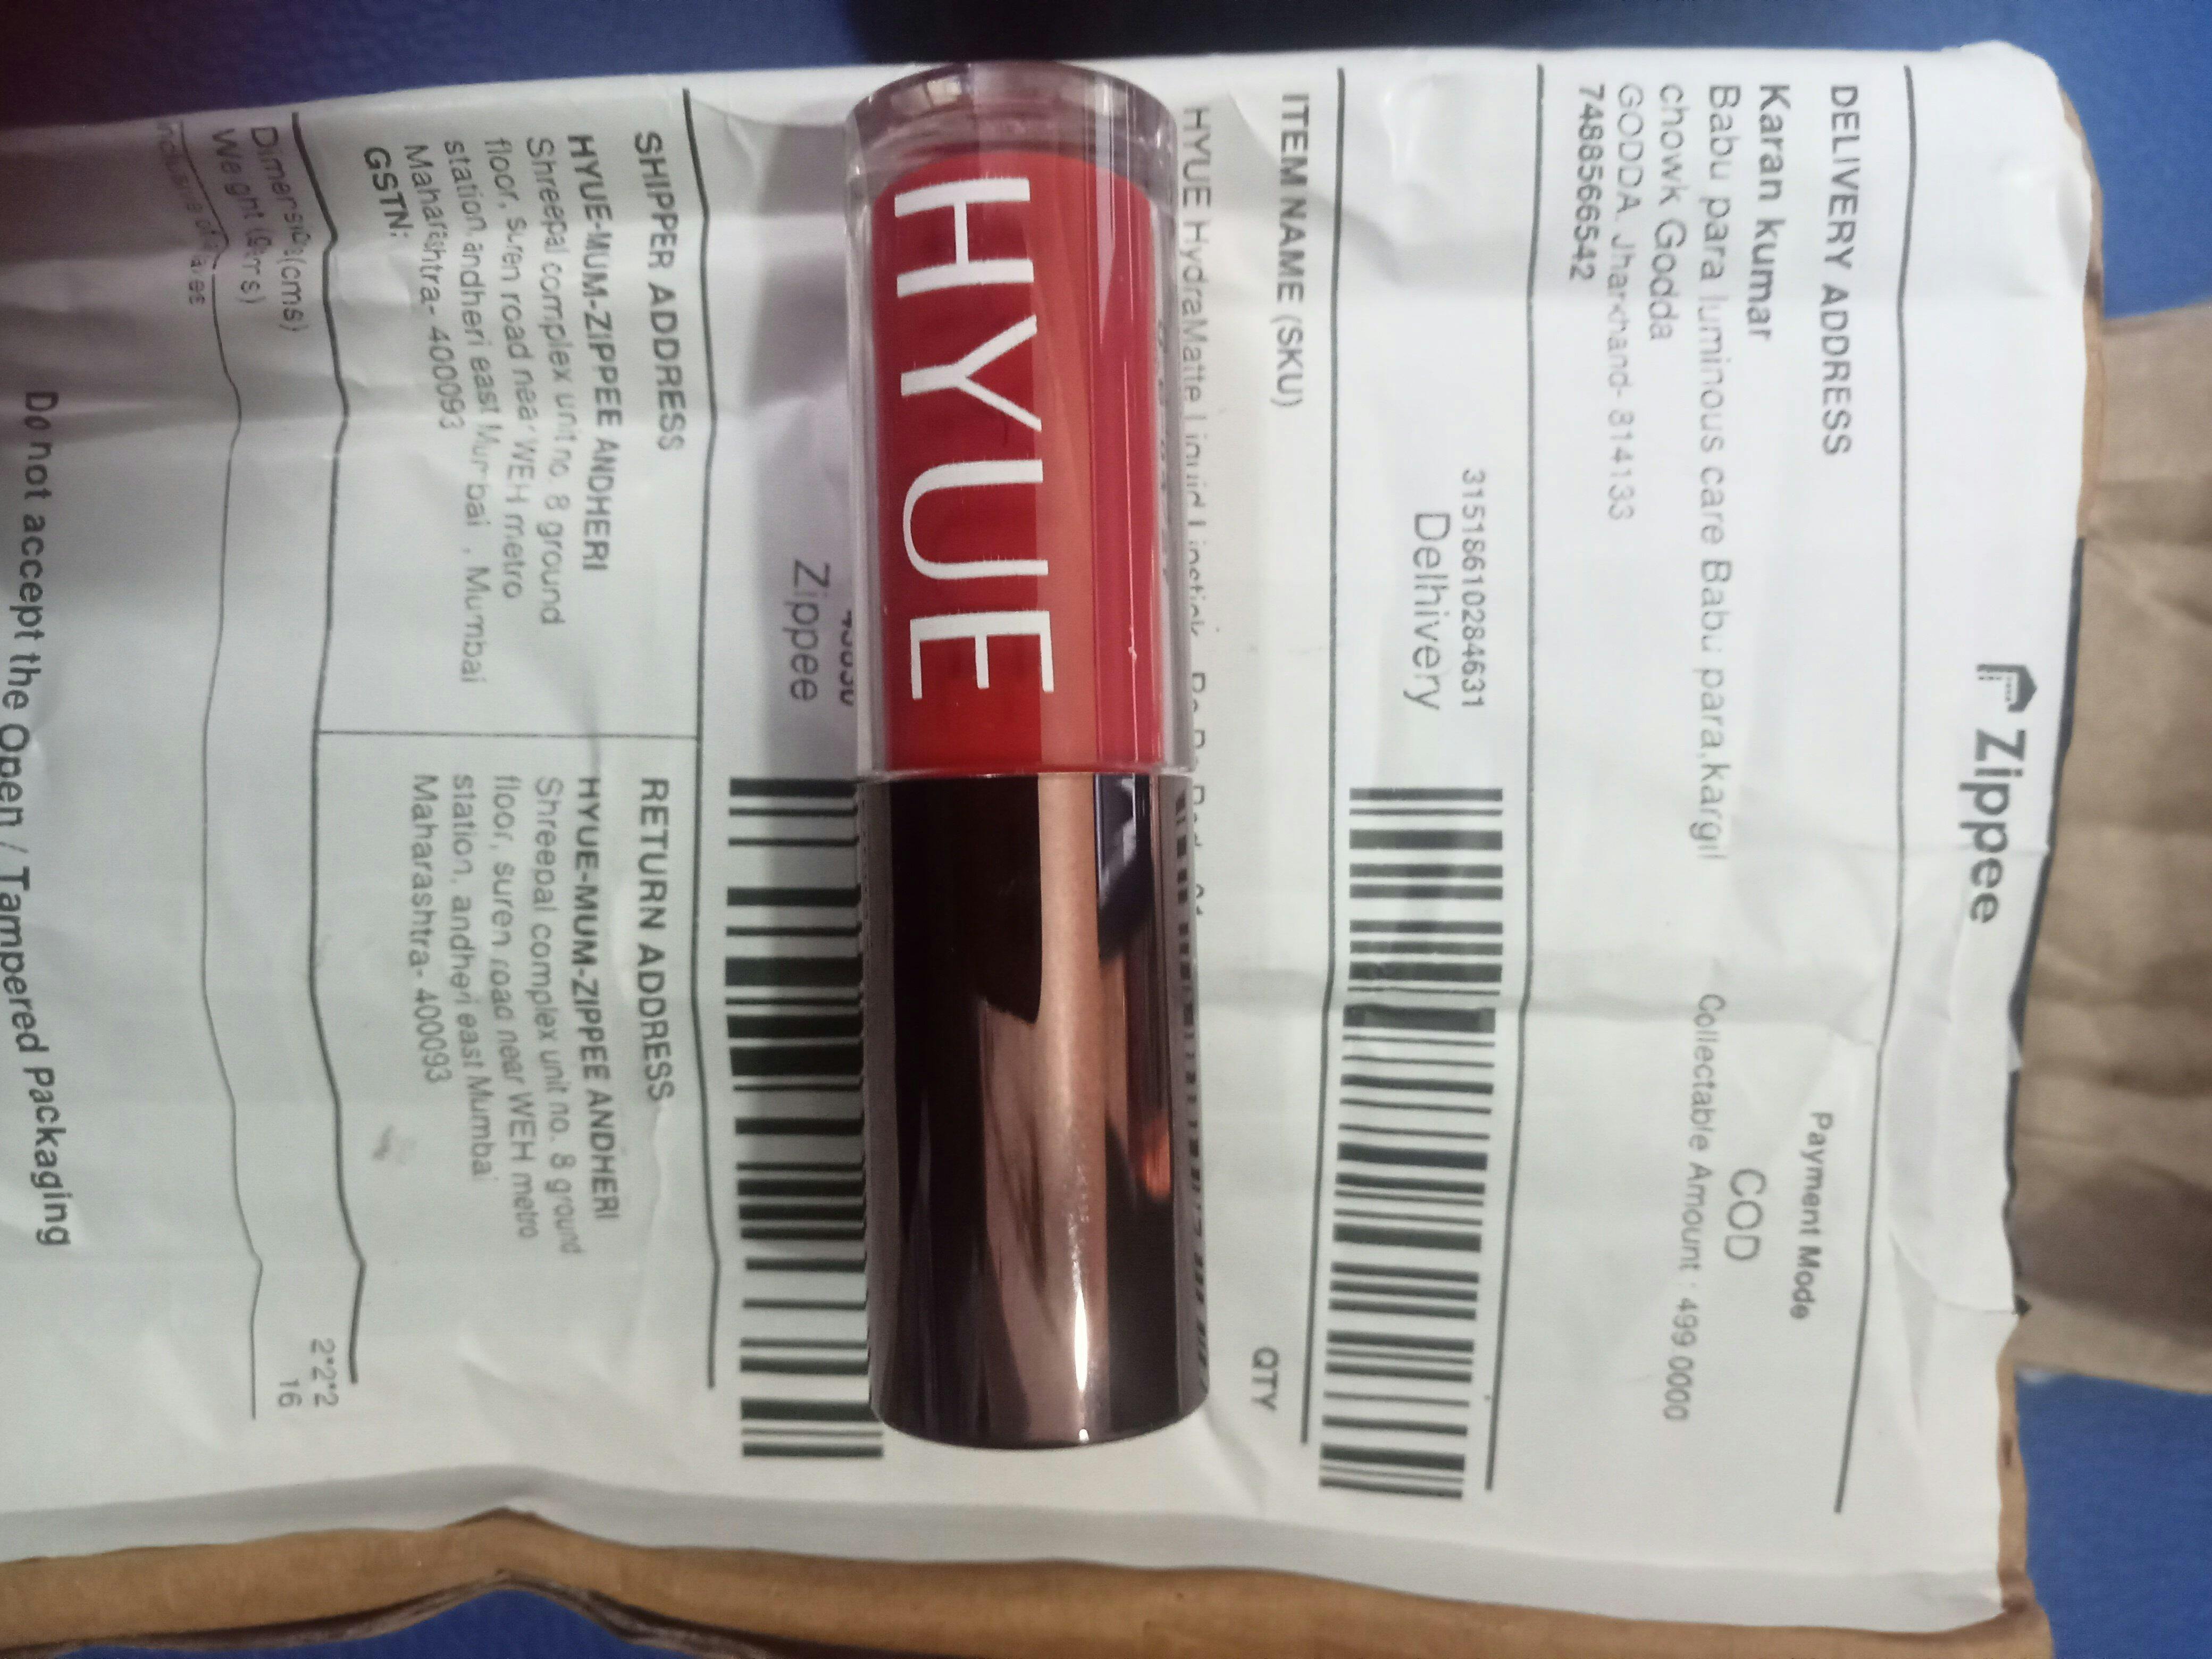 Zippee
DELIVERY ADDRESS
Karan kumar
Babu para luminous care Babu para,kargil
chowk Godda
GODDA, Jharkhand- 814133
7488566542
Payment Mode
COD
Collectable Amount : 499.0000
31518610284631
Delhivery
ITEM NAME (SKU)
QTY
HYUE HydraMatte Liquid Lipstick
HYUE
Zippee
SHIPPER ADDRESS
HYUE-MUM-ZIPPEE ANDHERI
Shreepal complex unit no. 8 ground
floor, suren road near WEH metro
station, andheri east Mumbai , Mumbai
Maharashtra- 400093
GSTN:
RETURN ADDRESS
HYUE-MUM-ZIPPEE ANDHERI
Shreepal complex unit no. 8 ground
floor, suren road near WEH metro
station, andheri east Mumbai
Maharashtra- 400093
Dimension(cms) 2*2*2
Weight (Gms) 16
Do not accept the Open / Tampered Packaging